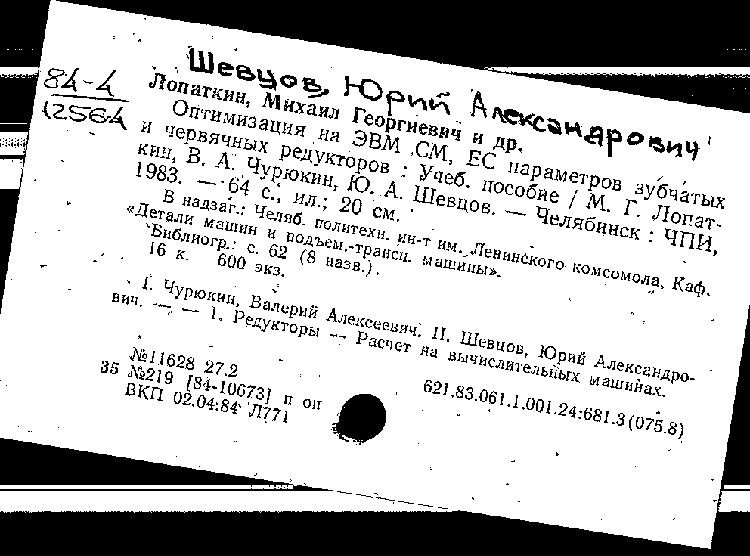 Шевцов, Юрий Александрович
84-4
12564
Лопаткин, Михаил Георгиевич и др.
Оптимизация на ЭВМ СМ, ЕС параметров зубчатых
и червячных редукторов : Учеб. пособие / М. Г. Лопат-
кин, В. А. Чурюкин, Ю. А. Шевцов. — Челябинск : ЧПИ,
1983. — 64 с., ил.; 20 см.
В надзаг.: Челяб. политехн. ин-т им. Ленинского комсомола, Каф.
«Детали машин и подъем.-трансп. машины».
Библиогр.: с. 62 (8 назв.).
16 к. 600 экз.
I. Чурюкин, Валерий Алексеевич. II. Шевцов, Юрий Александро-
вич. — — 1. Редукторы — Расчет на вычислительных машинах.
№11628 27.2
621.83.061.1.001.24:681.3(075.8)
35 №219 [84-10673] п он
ВКП 02.04.84 Л771